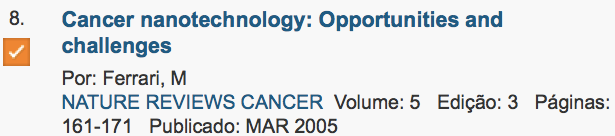 8. Cancer nanotechnology: Opportunities and
challenges
Por: Ferrari, M
NATURE REVIEWS CANCER Volume: 5 Edição: 3 Páginas:
161-171 Publicado: MAR 2005